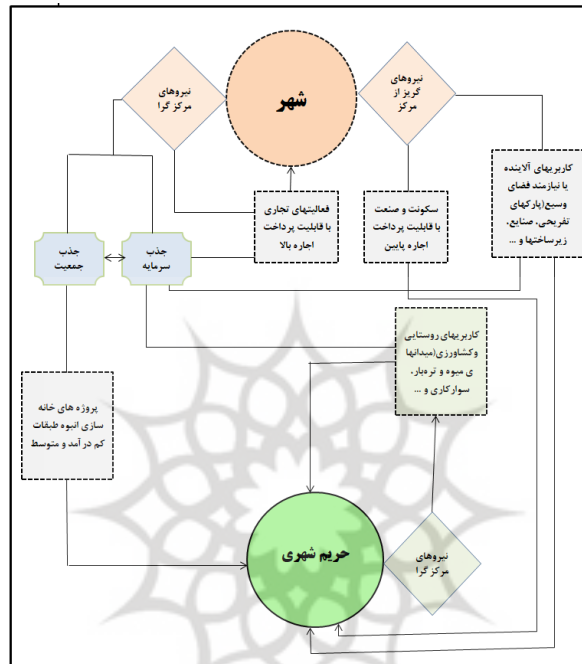 شهر
نیروهای
مرکز گرا
نیروهای
گریز از
مرکز
کاربریهای آلاینده
یا نیازمند فضای
وسیع(پارکهای
تفریحی، صنایع،
زیرساختها و ...
سکونت و صنعت
با قابلیت پرداخت
اجاره پایین
فعالیتهای تجاری
با قابلیت پرداخت
اجاره بالا
جذب
سرمایه
جذب
جمعیت
کاربریهای روستایی
وکشاورزی(میدانها
ی میوه و تره‌بار،
سوارکاری و ...
پروژه های خانه
سازی انبوه طبقات
کم در آمد و متوسط
حریم شهری
نیروهای
مرکز گرا